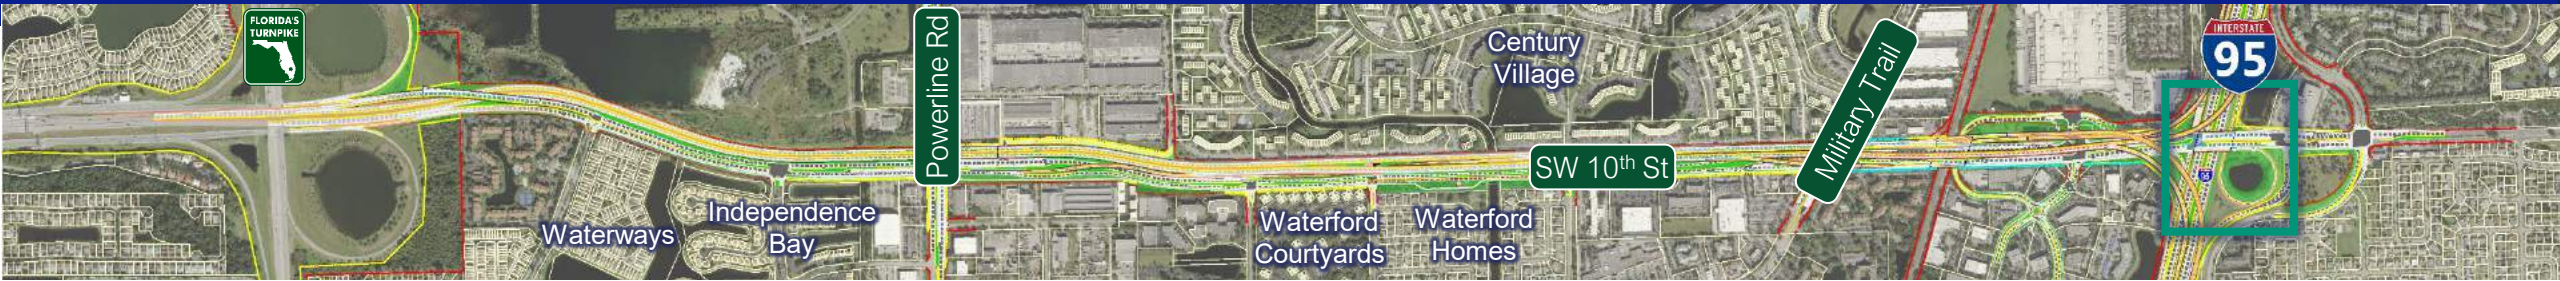 FLORIDA'S
TURNPIKE
Powerline Rd
Century
Village
Military Trail
INTERSTATE
95
SW 10th St
95
Waterways
Independence
Bay
Waterford
Courtyards
Waterford
Homes